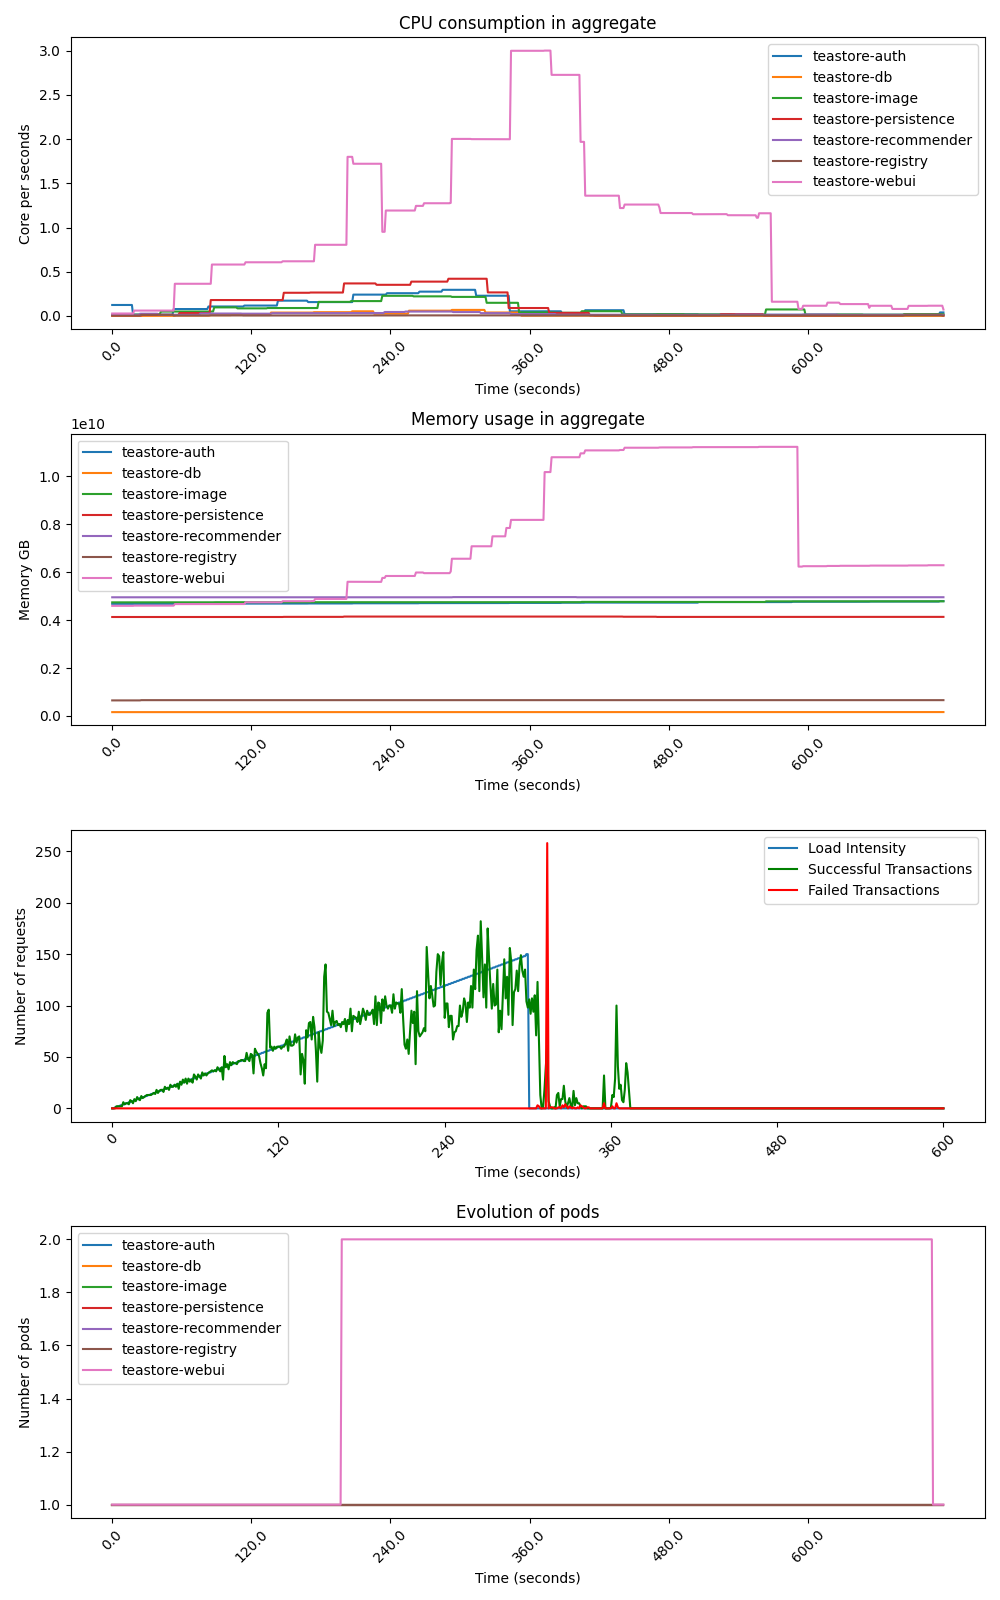 CPU consumption in aggregate
Core per seconds
3.0
2.5
2.0
1.5
1.0
0.5
0.0
teastore-auth
teastore-db
teastore-image
teastore-persistence
teastore-recommender
teastore-registry
teastore-webui
0.0 120.0 240.0 360.0 480.0 600.0
Time (seconds)
Memory usage in aggregate
1e10
Memory GB
1.0
0.8
0.6
0.4
0.2
0.0
teastore-auth
teastore-db
teastore-image
teastore-persistence
teastore-recommender
teastore-registry
teastore-webui
0.0 120.0 240.0 360.0 480.0 600.0
Time (seconds)
Number of requests
250
200
150
100
50
0
Load Intensity
Successful Transactions
Failed Transactions
0 120 240 360 480 600
Time (seconds)
Evolution of pods
Number of pods
2.0
1.8
1.6
1.4
1.2
1.0
teastore-auth
teastore-db
teastore-image
teastore-persistence
teastore-recommender
teastore-registry
teastore-webui
0.0 120.0 240.0 360.0 480.0 600.0
Time (seconds)